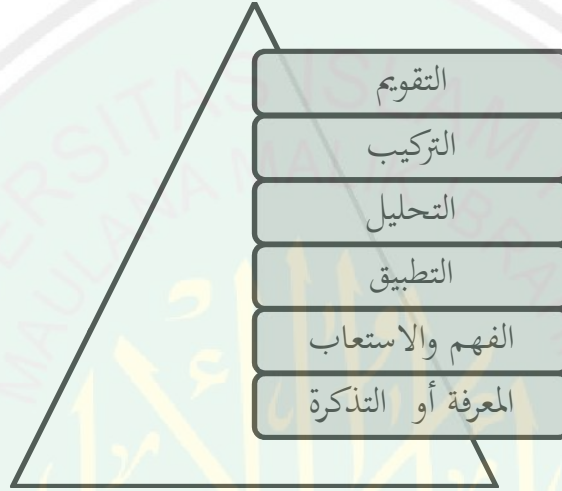 التقويم
التركيب
التحليل
التطبيق
الفهم والاستعاب
المعرفة أو التذكرة